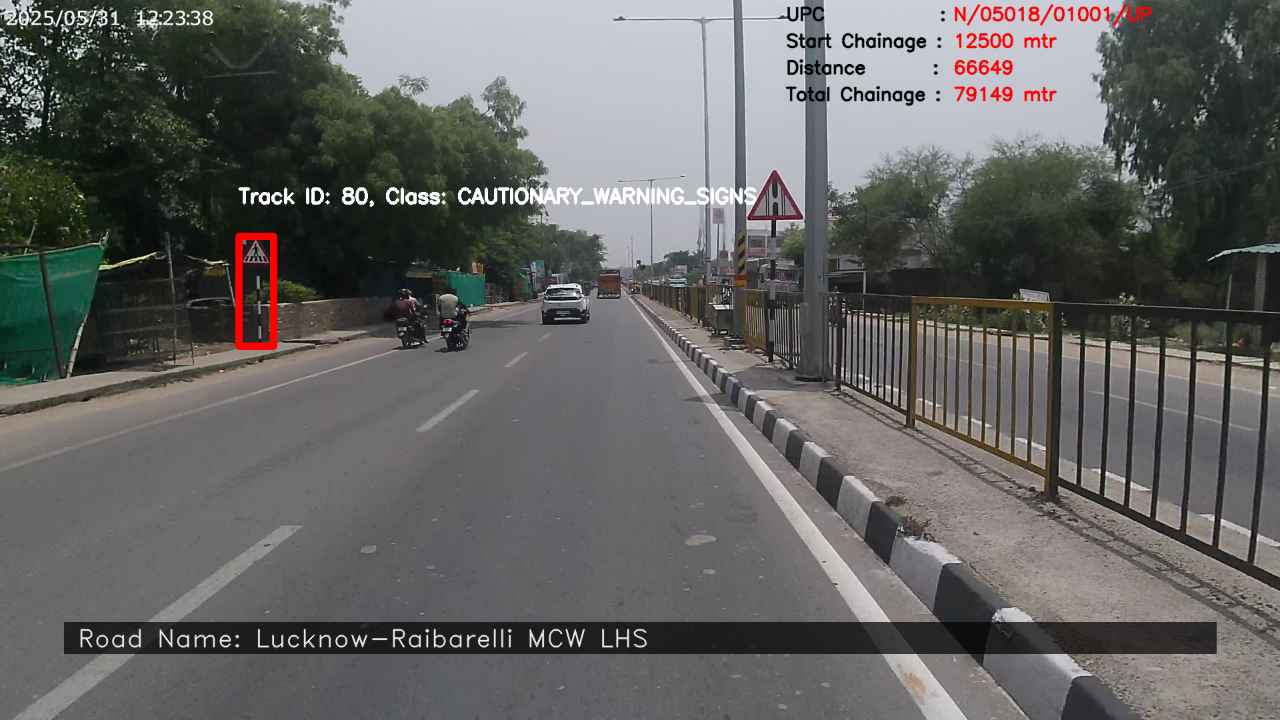 2025/05/31 12:23:38
UPC : N/05018/01001/UP
Start Chainage : 12500 mtr
Distance : 66649
Total Chainage : 79149 mtr
Track ID: 80, Class: CAUTIONARY_WARNING_SIGNS
Road Name: Lucknow-Raibarelli MCW LHS